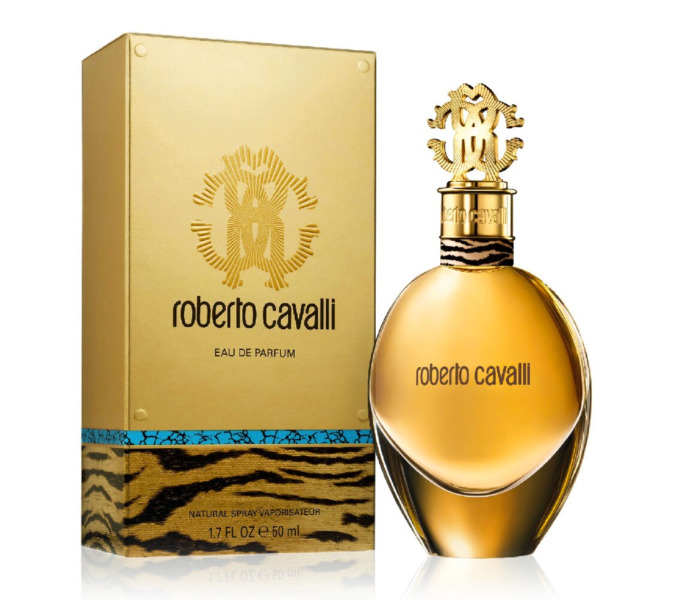 roberto cavalli
EAU DE PARFUM
NATURAL SPRAY VAPORISATEUR
1.7 FL OZ ℮ 50 ml
roberto cavalli
roberto cavalli